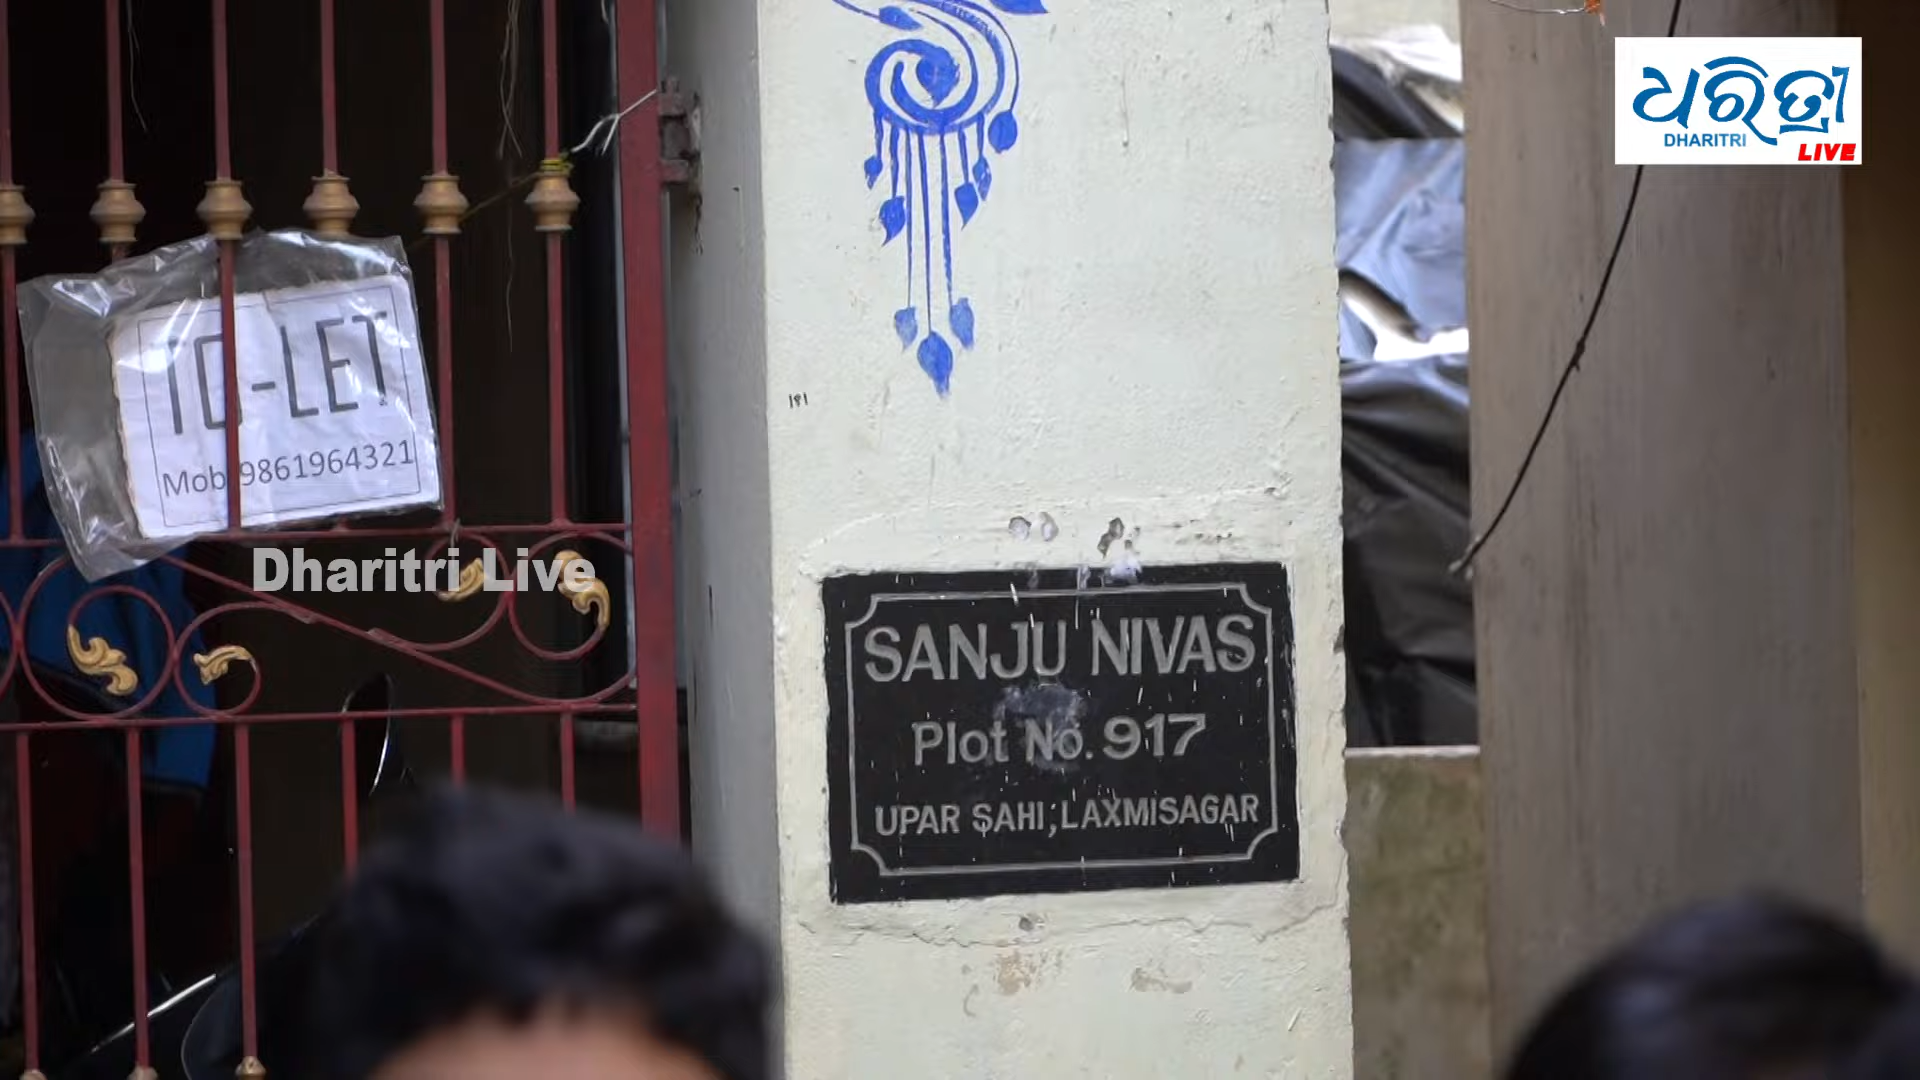 ଧରିତ୍ରୀ
DHARITRI
LIVE
TO-LET
Mob 9861964321
Dharitri Live
SANJU NIVAS
Plot No. 917
UPAR SAHI, LAXMISAGAR